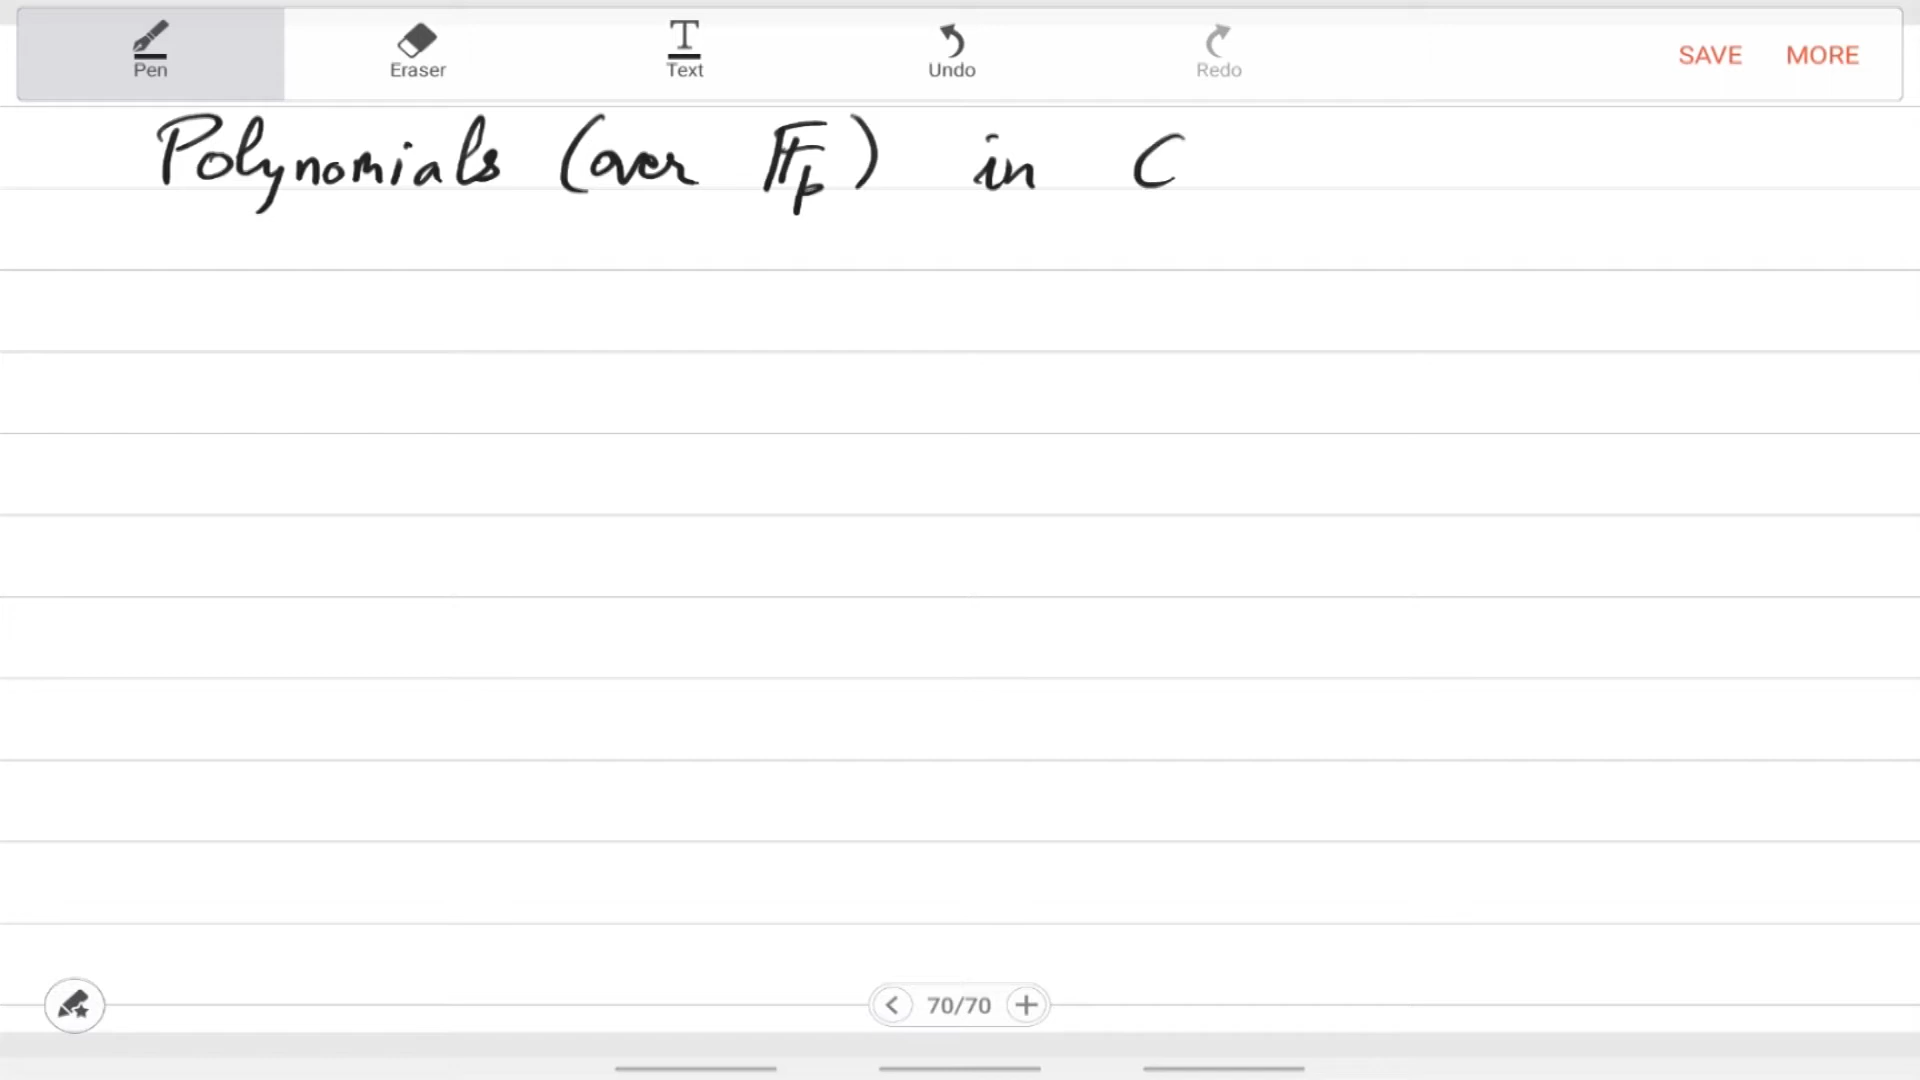 Pen Eraser Text Undo Redo SAVE MORE
Polynomials (over 𝔽p) in C
70/70